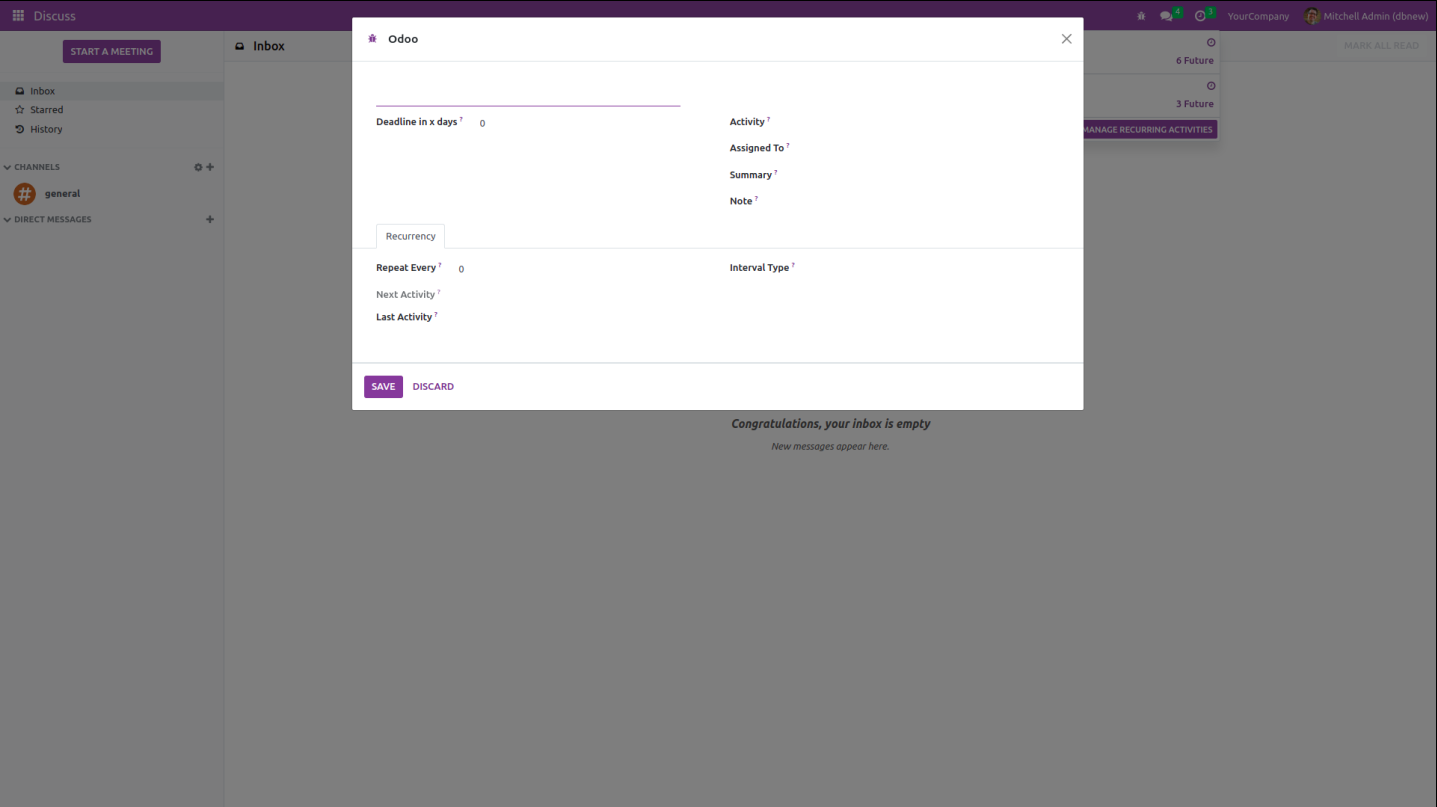 Discuss
4
3
YourCompany
Mitchell Admin (dbnew)
START A MEETING
Inbox
MARK ALL READ
Inbox
Starred
History
CHANNELS
general
DIRECT MESSAGES
Odoo
Deadline in x days ?
0
Activity ?
Assigned To ?
Summary ?
Note ?
Recurrency
Repeat Every ?
0
Interval Type ?
Next Activity ?
Last Activity ?
SAVE
DISCARD
6 Future
3 Future
MANAGE RECURRING ACTIVITIES
Congratulations, your inbox is empty
New messages appear here.